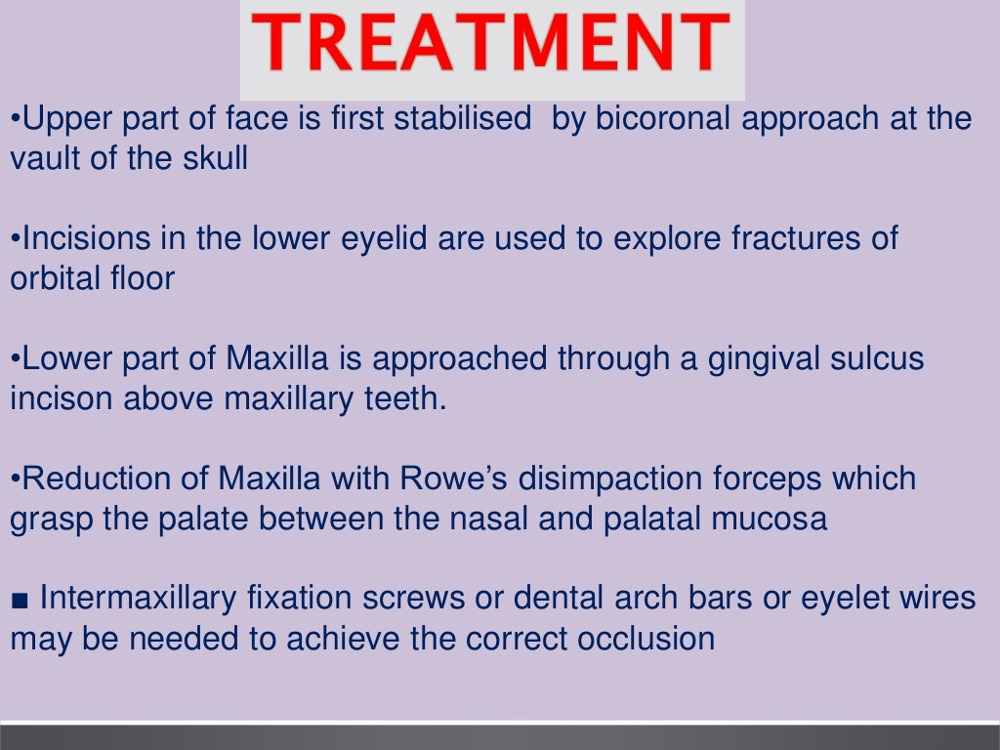 TREATMENT
•Upper part of face is first stabilised  by bicoronal approach at the
vault of the skull
•Incisions in the lower eyelid are used to explore fractures of
orbital floor
•Lower part of Maxilla is approached through a gingival sulcus
incison above maxillary teeth.
•Reduction of Maxilla with Rowe’s disimpaction forceps which
grasp the palate between the nasal and palatal mucosa
■ Intermaxillary fixation screws or dental arch bars or eyelet wires
may be needed to achieve the correct occlusion